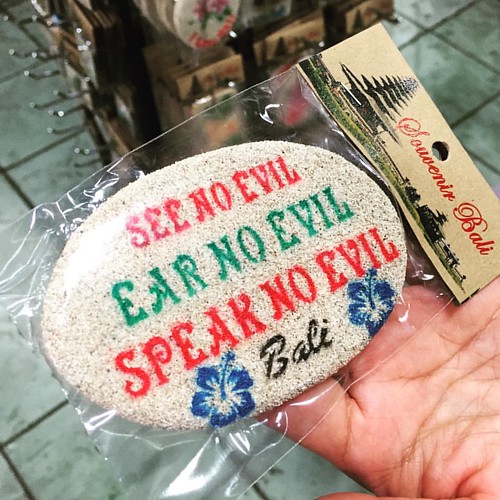 SEE NO EVIL
EAR NO EVIL
SPEAK NO EVIL
Bali
Souvenir Bali